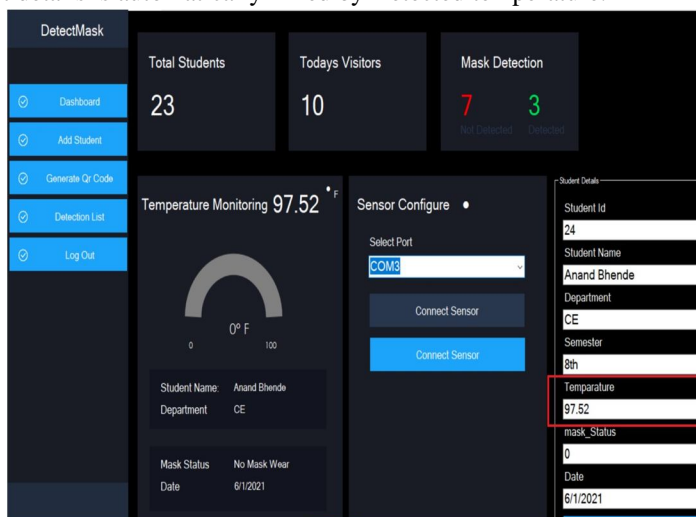 DetectMask
Dashboard
Add Student
Generate Qr Code
Detection List
Log Out
Total Students
23
Todays Visitors
10
Mask Detection
7 3
Not Detected Detected
Temperature Monitoring 97.52 ° F
0º F
0 100
Student Name: Anand Bhende
Department CE
Mask Status No Mask Wear
Date 6/1/2021
Sensor Configure
Select Port
COM3
Connect Sensor
Connect Sensor
Student Details
Student Id
24
Student Name
Anand Bhende
Department
CE
Semester
8th
Temparature
97.52
mask_Status
0
Date
6/1/2021